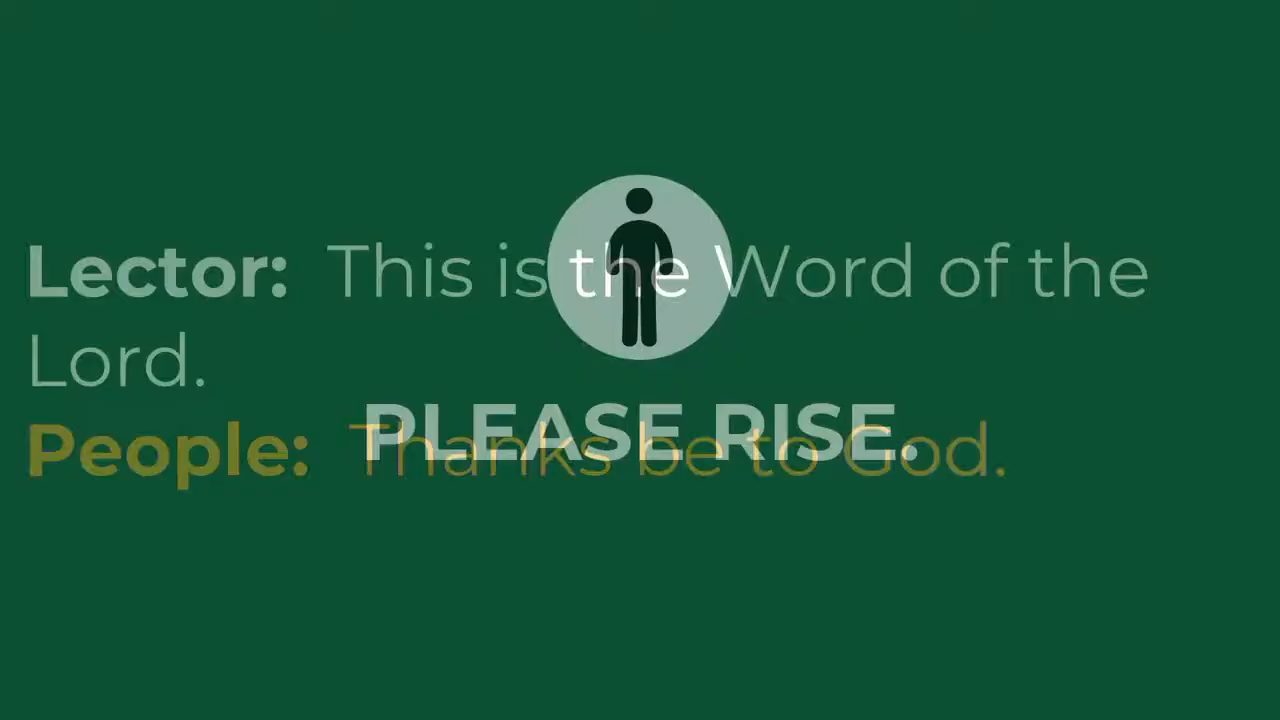 Lector: This is the Word of the
Lord.
People: Thanks be to God.
PLEASE RISE.